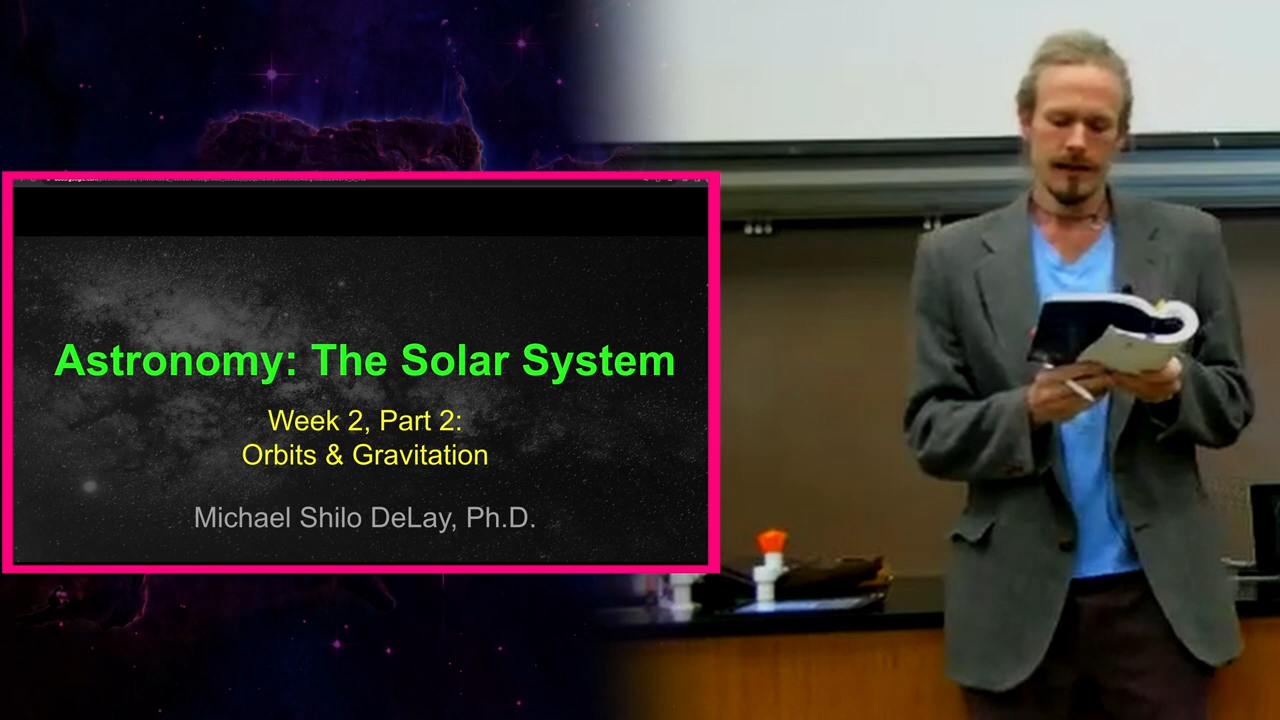 Astronomy: The Solar System
Week 2, Part 2:
Orbits & Gravitation
Michael Shilo DeLay, Ph.D.